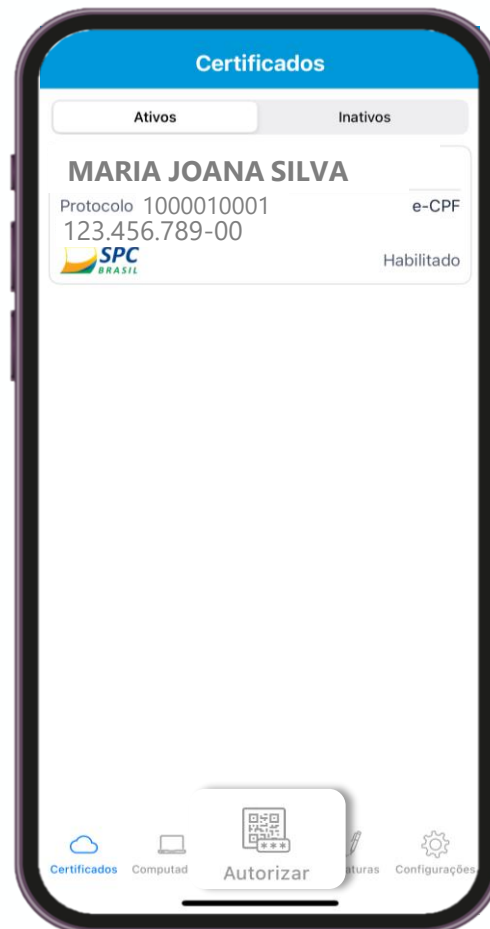 Certificados
Ativos Inativos
MARIA JOANA SILVA
Protocolo 1000010001 e-CPF
123.456.789-00
SPC
BRASIL
Habilitado
***
Certificados Computad Autorizar aturas Configurações